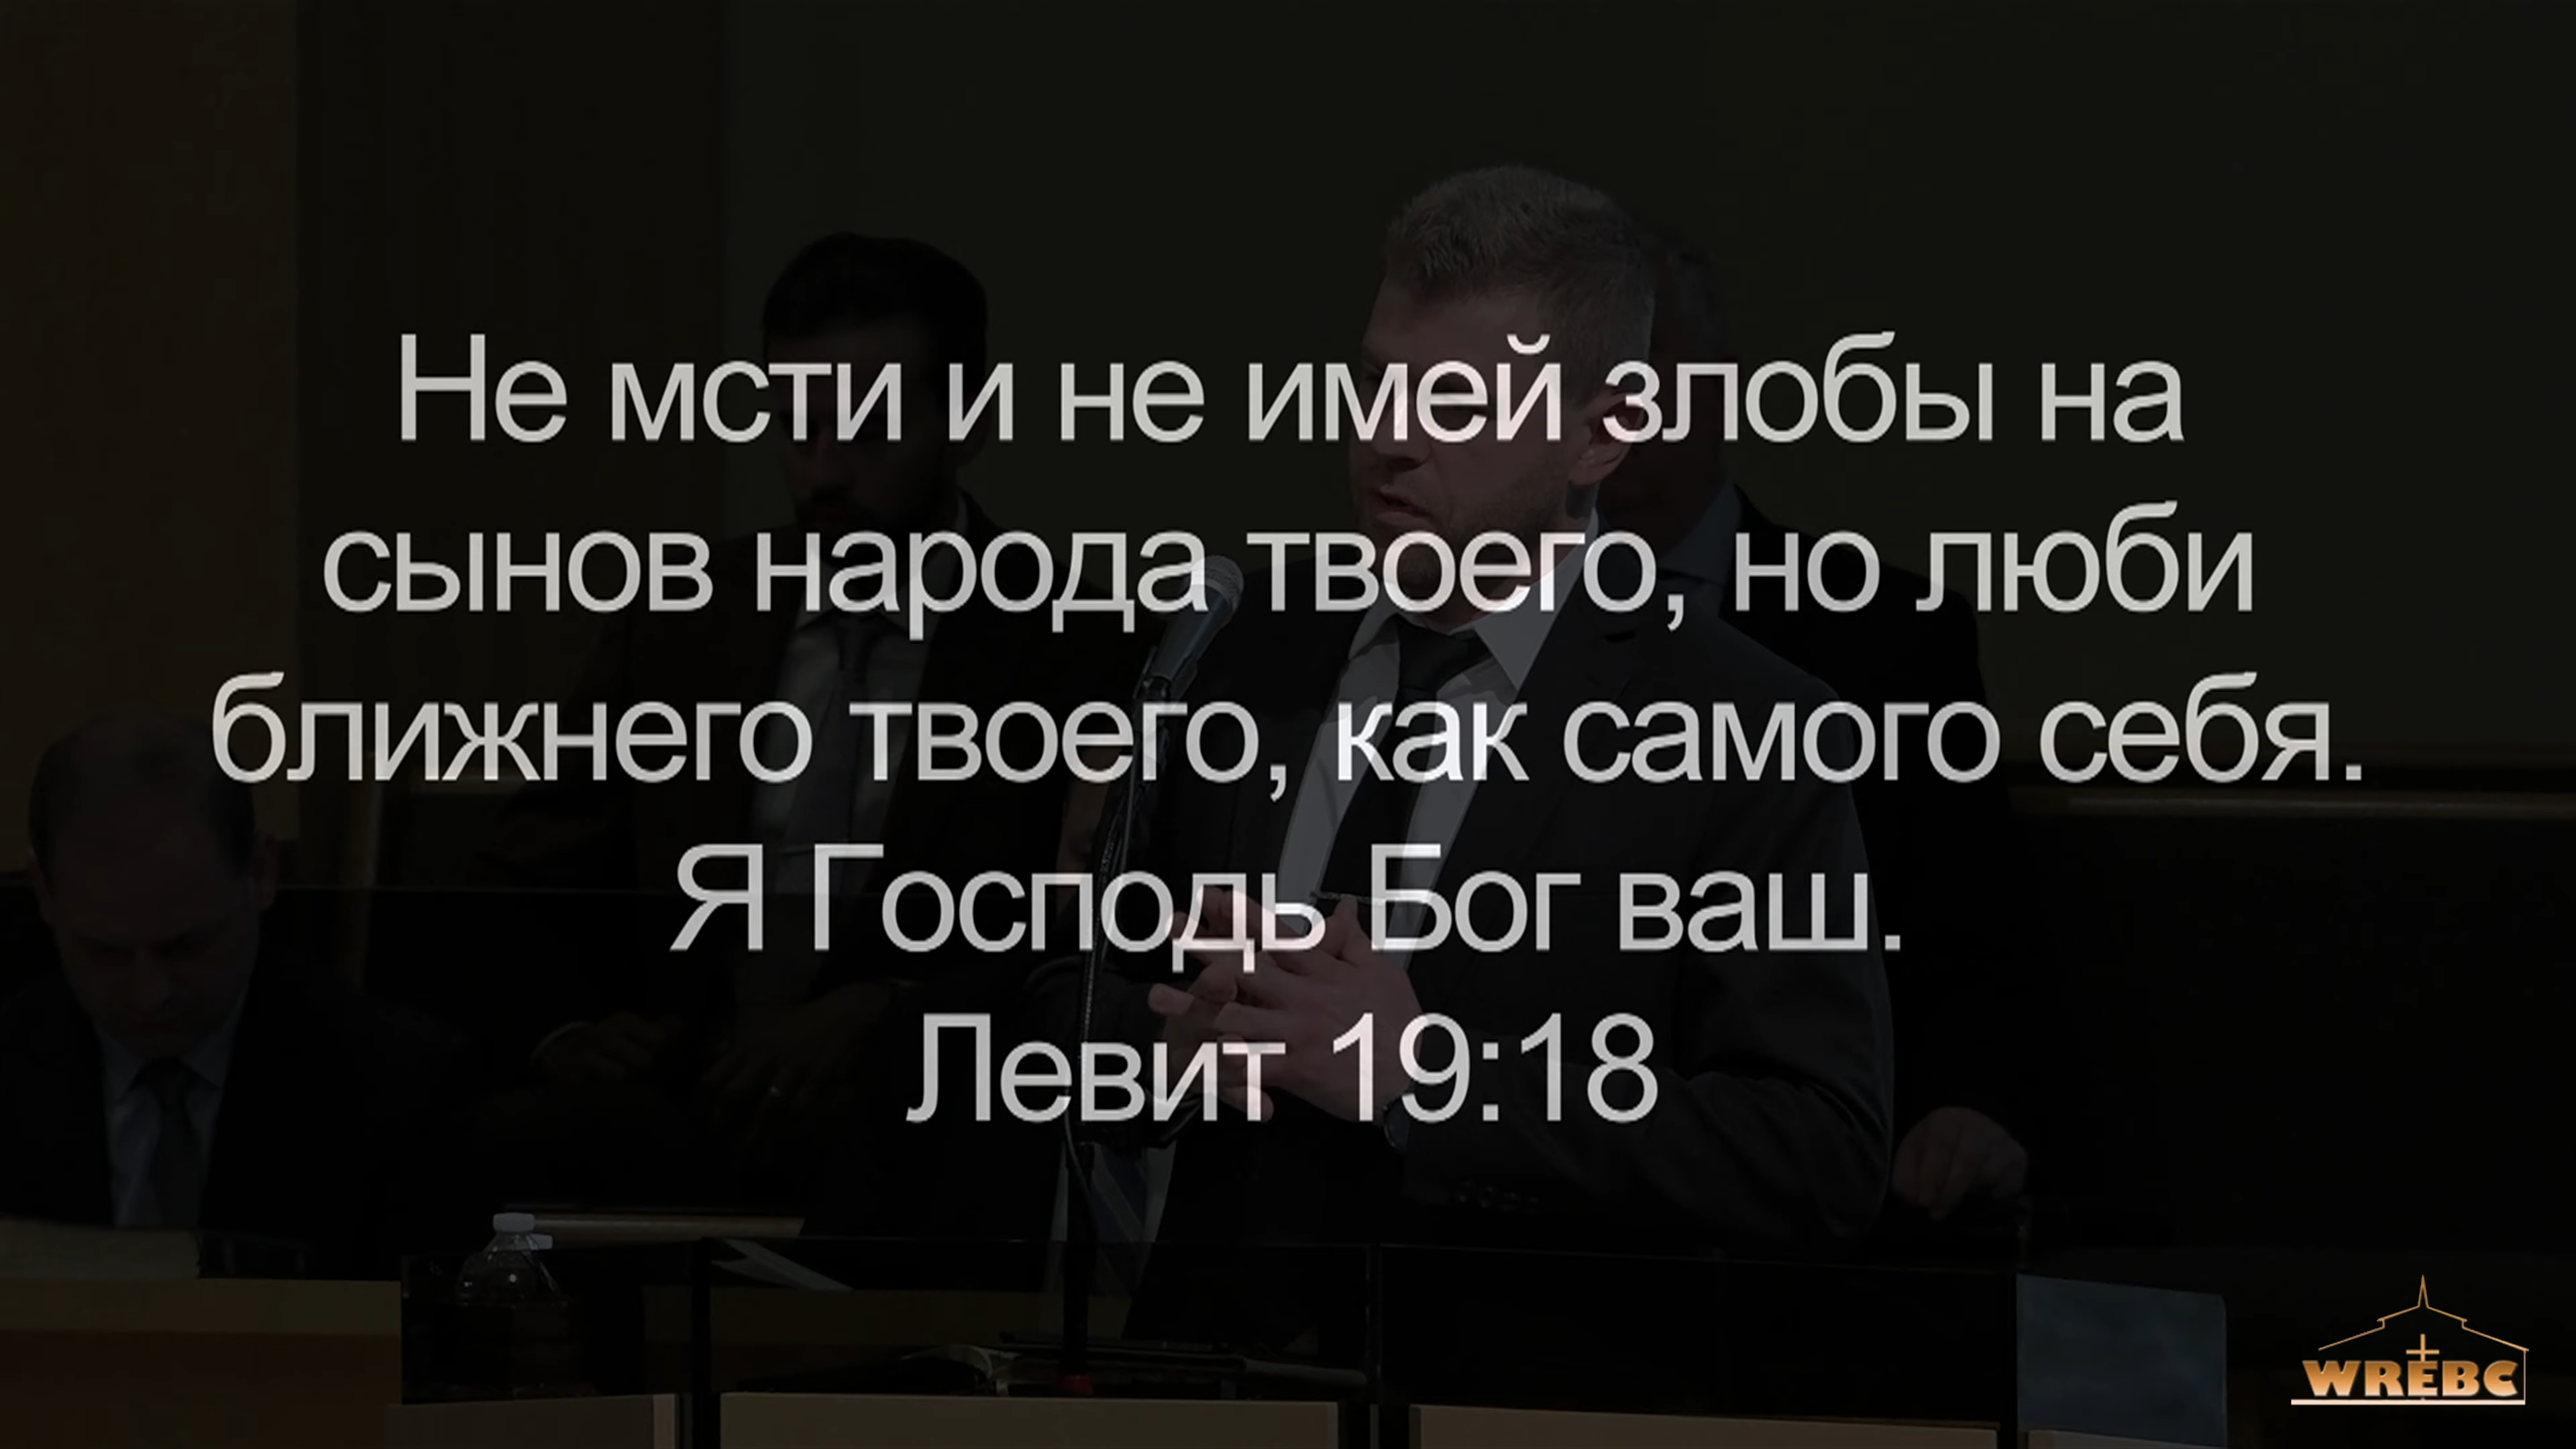 Не мсти и не имей злобы на
сынов народа твоего, но люби
ближнего твоего, как самого себя.
Я Господь Бог ваш.
Левит 19:18
WREBC